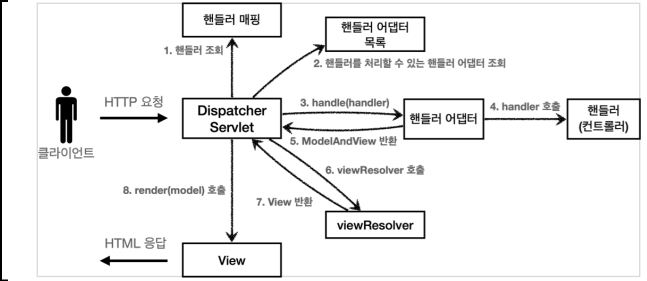 핸들러 매핑
핸들러 어댑터
목록
1. 핸들러 조회
2. 핸들러를 처리할 수 있는 핸들러 어댑터 조회
HTTP 요청
Dispatcher
Servlet
3. handle(handler)
핸들러 어댑터
4. handler 호출
핸들러
(컨트롤러)
클라이언트
5. ModelAndView 반환
6. viewResolver 호출
8. render(model) 호출
7. View 반환
viewResolver
HTML 응답
View